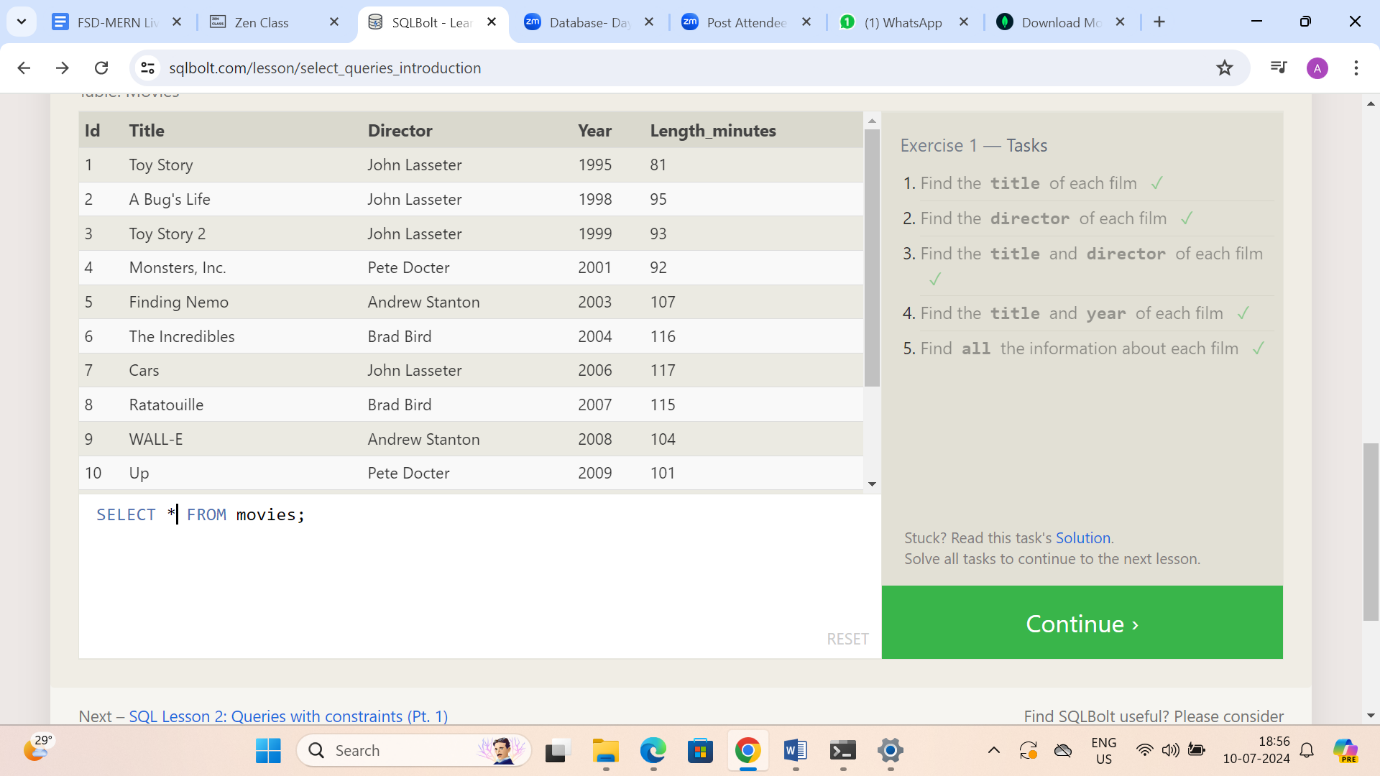 FSD-MERN Liv
Zen Class
SQLBolt - Lear
Database- Day
Post Attendee
(1) WhatsApp
Download Mo
sqlbolt.com/lesson/select_queries_introduction
A
Table: Movies
Id Title Director Year Length_minutes
1 Toy Story John Lasseter 1995 81
2 A Bug's Life John Lasseter 1998 95
3 Toy Story 2 John Lasseter 1999 93
4 Monsters, Inc. Pete Docter 2001 92
5 Finding Nemo Andrew Stanton 2003 107
6 The Incredibles Brad Bird 2004 116
7 Cars John Lasseter 2006 117
8 Ratatouille Brad Bird 2007 115
9 WALL-E Andrew Stanton 2008 104
10 Up Pete Docter 2009 101
SELECT * FROM movies;
RESET
Exercise 1 — Tasks
1. Find the title of each film ✓
2. Find the director of each film ✓
3. Find the title and director of each film
✓
4. Find the title and year of each film ✓
5. Find all the information about each film ✓
Stuck? Read this task's Solution.
Solve all tasks to continue to the next lesson.
Continue ›
Next – SQL Lesson 2: Queries with constraints (Pt. 1)
Find SQLBolt useful? Please consider
29°
Search
ENG
US
18:56
10-07-2024
PRE